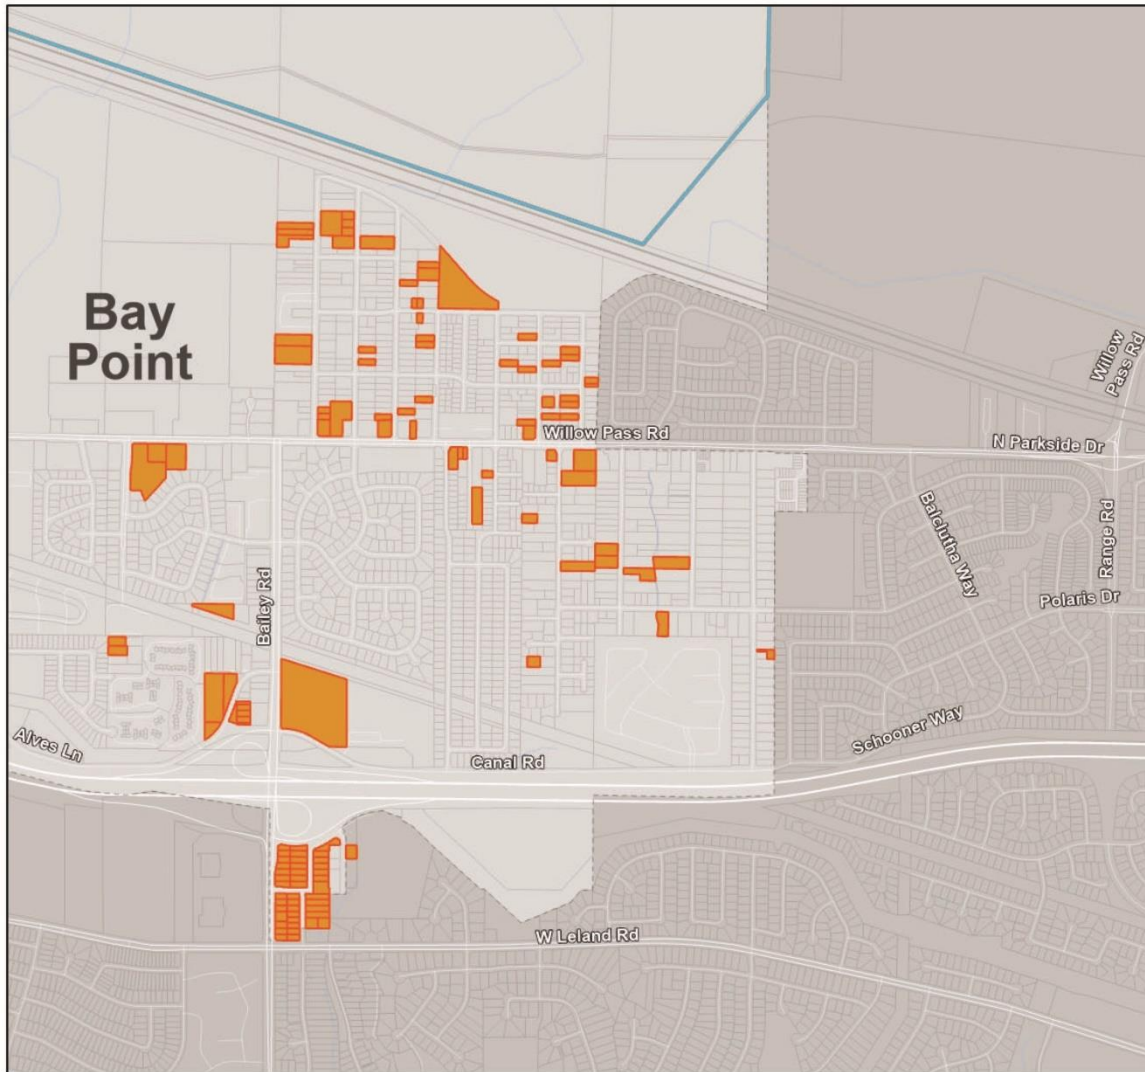 Bay
Point
Willow
Pass Rd
Willow Pass Rd
N Parkside Dr
Balclutha Way
Range Rd
Bailey Rd
Polaris Dr
Schooner Way
Alves Ln
Canal Rd
W Leland Rd